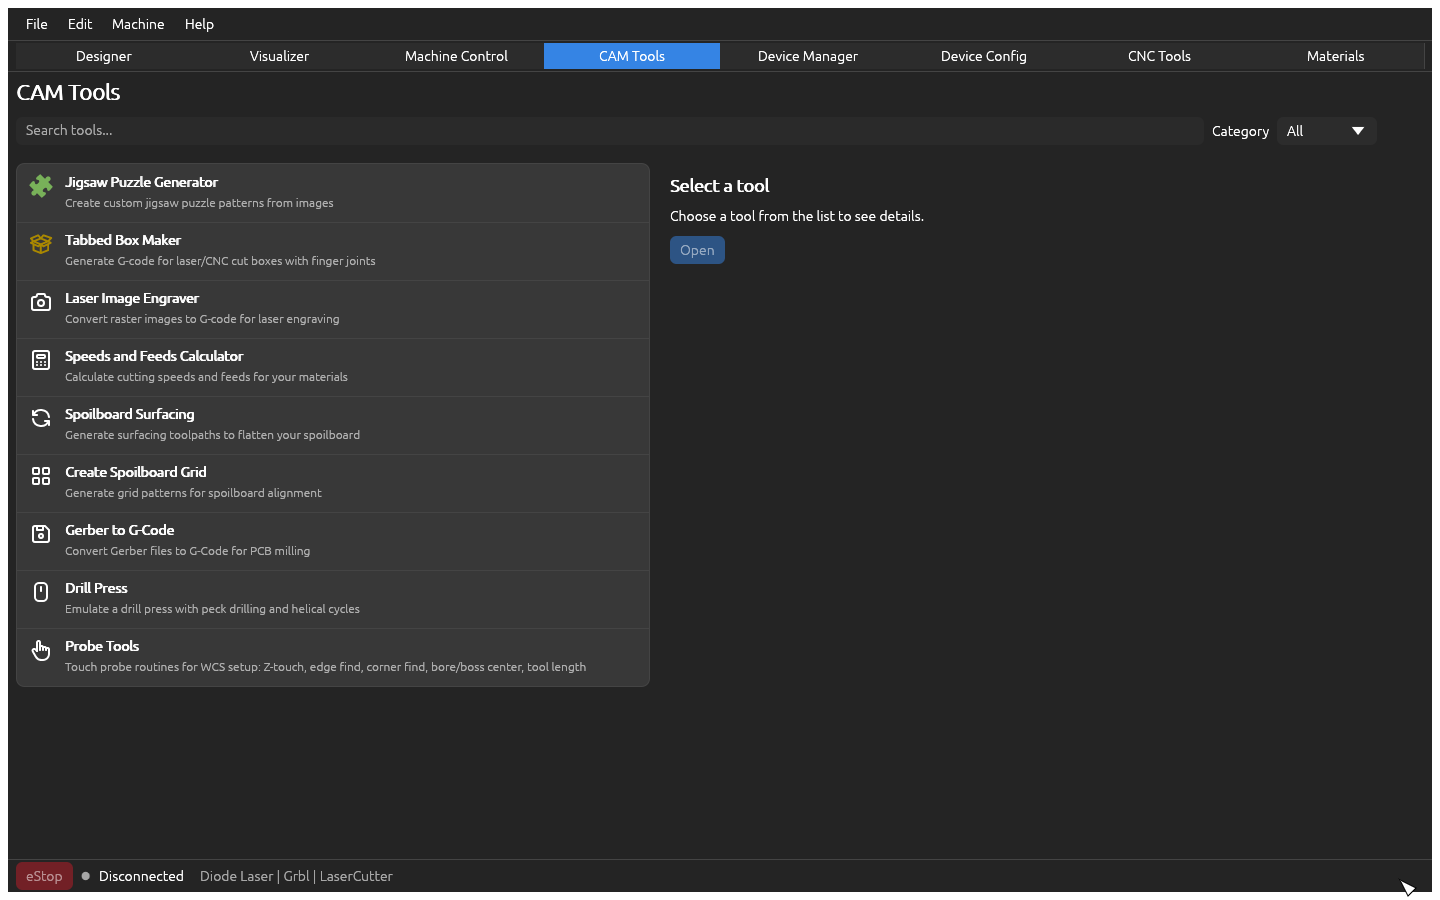 File Edit Machine Help
Designer Visualizer Machine Control CAM Tools Device Manager Device Config CNC Tools Materials
CAM Tools
Search tools... Category All
Jigsaw Puzzle Generator
Create custom jigsaw puzzle patterns from images
Tabbed Box Maker
Generate G-code for laser/CNC cut boxes with finger joints
Laser Image Engraver
Convert raster images to G-code for laser engraving
Speeds and Feeds Calculator
Calculate cutting speeds and feeds for your materials
Spoilboard Surfacing
Generate surfacing toolpaths to flatten your spoilboard
Create Spoilboard Grid
Generate grid patterns for spoilboard alignment
Gerber to G-Code
Convert Gerber files to G-Code for PCB milling
Drill Press
Emulate a drill press with peck drilling and helical cycles
Probe Tools
Touch probe routines for WCS setup: Z-touch, edge find, corner find, bore/boss center, tool length
Select a tool
Choose a tool from the list to see details.
Open
eStop Disconnected Diode Laser | Grbl | LaserCutter